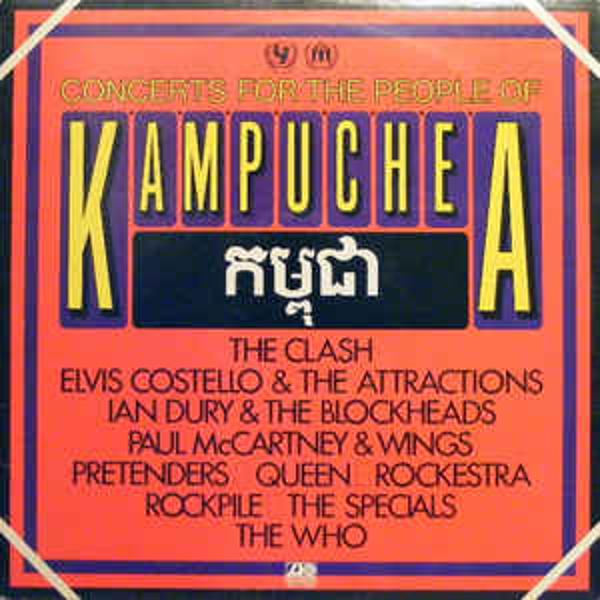 CONCERTS FOR THE PEOPLE OF
KAMPUCHEA
កម្ពុជា
THE CLASH
ELVIS COSTELLO & THE ATTRACTIONS
IAN DURY & THE BLOCKHEADS
PAUL McCARTNEY & WINGS
PRETENDERS QUEEN ROCKESTRA
ROCKPILE THE SPECIALS
THE WHO